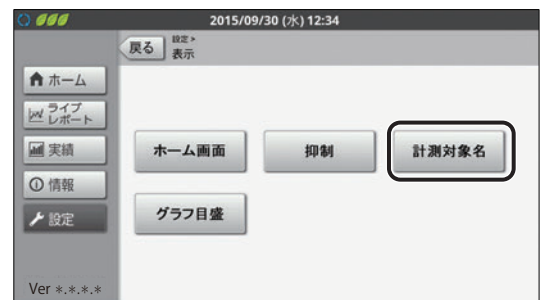 2015/09/30 (水) 12:34
戻る
設定>
表示
ホーム
ライブ
レポート
実績
情報
設定
ホーム画面
抑制
計測対象名
グラフ目盛
Ver *.*.*.*